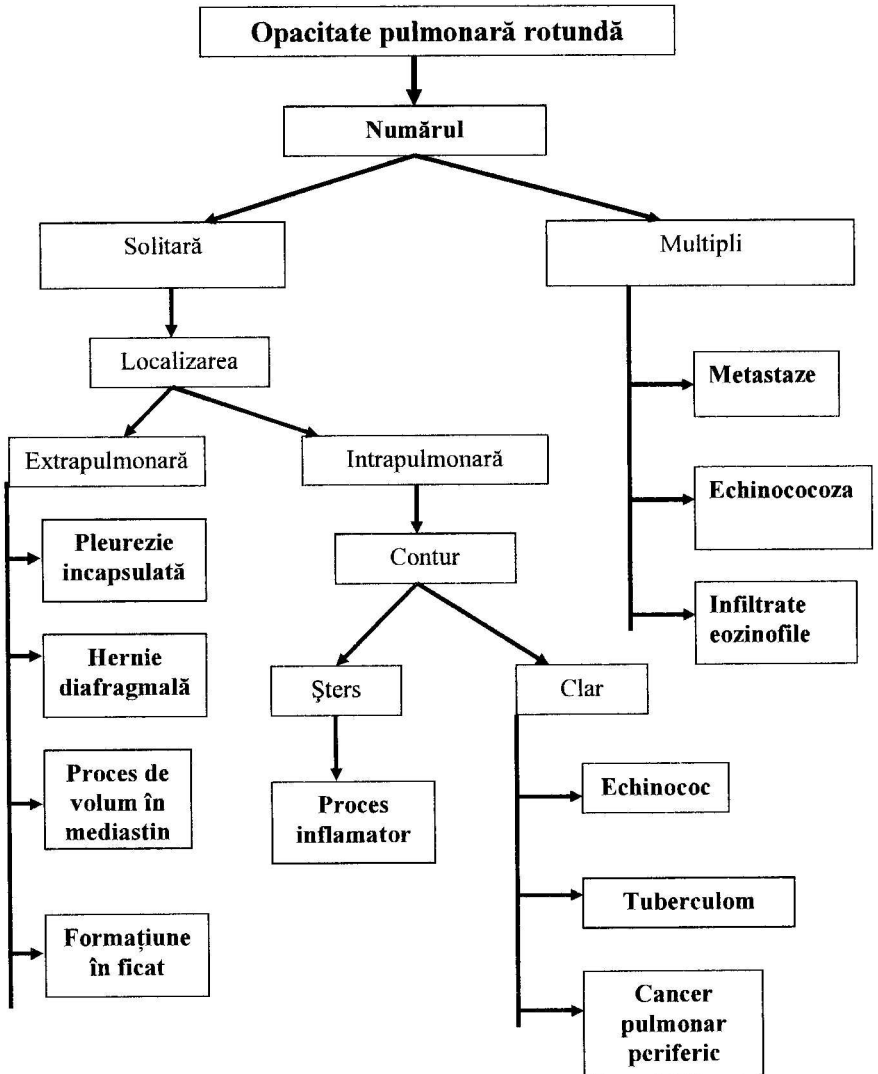 Opacitate pulmonară rotundă
Numărul
Solitară
Multipli
Localizarea
Metastaze
Extrapulmonară
Intrapulmonară
Echinococoza
Pleurezie
incapsulată
Contur
Infiltrate
eozinofile
Hernie
diafragmală
Şters
Clar
Proces de
volum în
mediastin
Proces
inflamator
Echinococ
Tuberculom
Formațiune
în ficat
Cancer
pulmonar
periferic